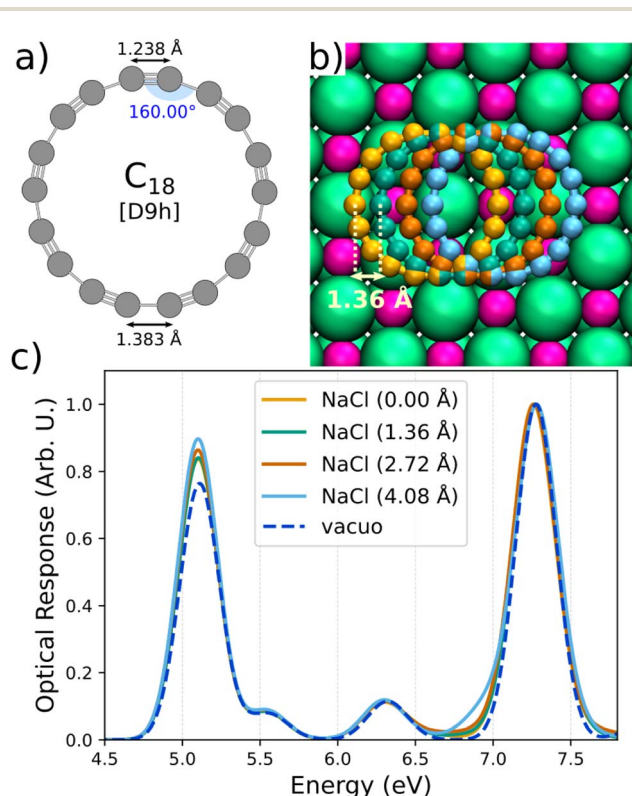 a)
1.238 Å
160.00°
C₁₈
[D9h]
1.383 Å
b)
1.36 Å
c)
Optical Response (Arb. U.)
1.0
0.8
0.6
0.4
0.2
0.0
NaCl (0.00 Å)
NaCl (1.36 Å)
NaCl (2.72 Å)
NaCl (4.08 Å)
vacuo
4.5 5.0 5.5 6.0 6.5 7.0 7.5
Energy (eV)